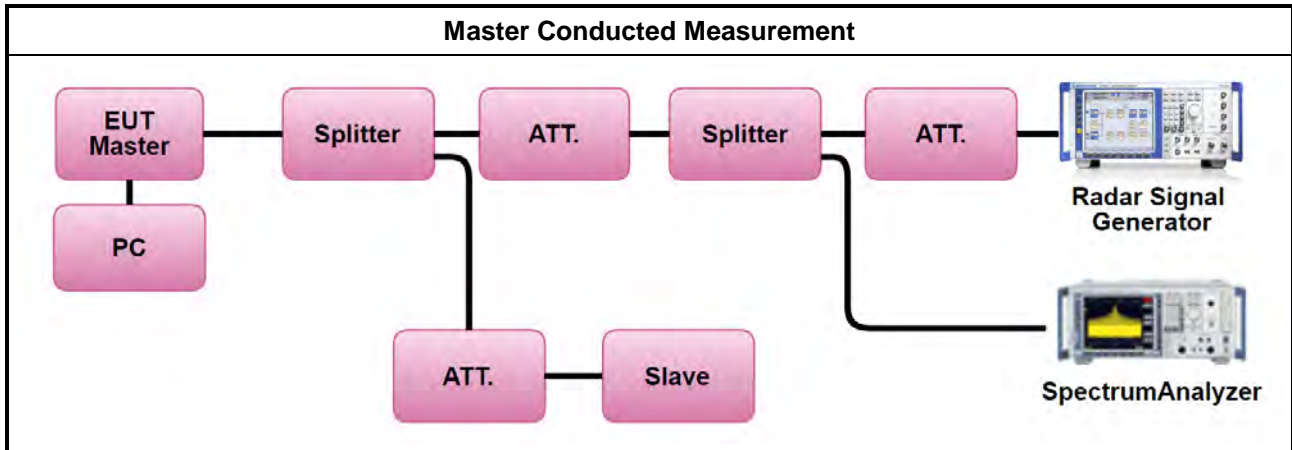 Master Conducted Measurement
EUT
Master
Splitter
ATT.
Splitter
ATT.
Radar Signal
Generator
PC
ATT.
Slave
SpectrumAnalyzer